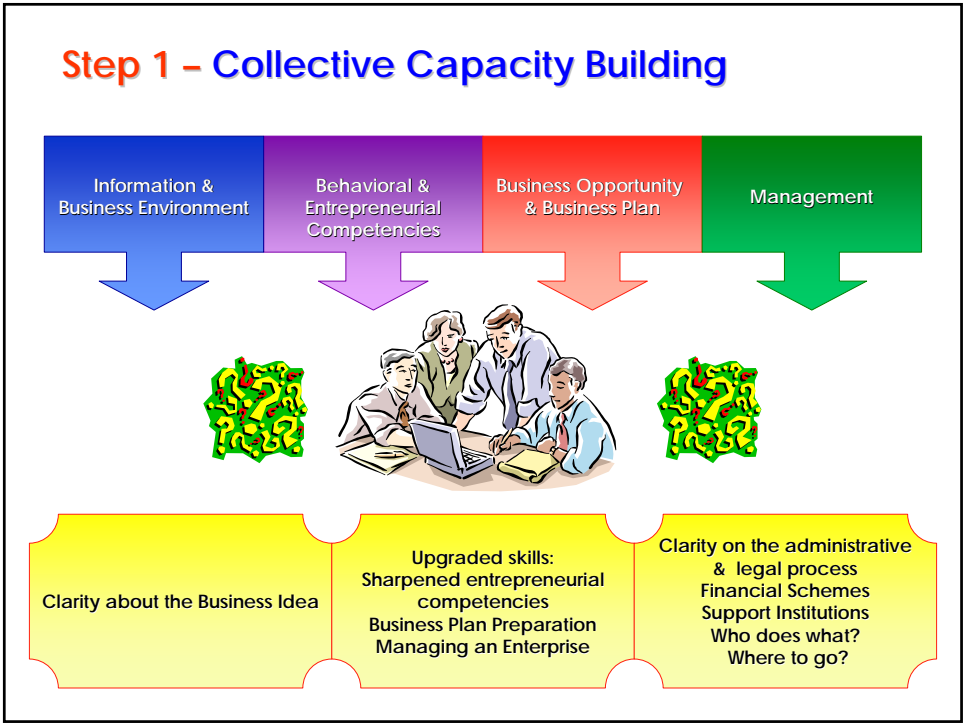 Step 1 – Collective Capacity Building
Information &
Business Environment
Behavioral &
Entrepreneurial
Competencies
Business Opportunity
& Business Plan
Management
Clarity about the Business Idea
Upgraded skills:
Sharpened entrepreneurial
competencies
Business Plan Preparation
Managing an Enterprise
Clarity on the administrative
& legal process
Financial Schemes
Support Institutions
Who does what?
Where to go?